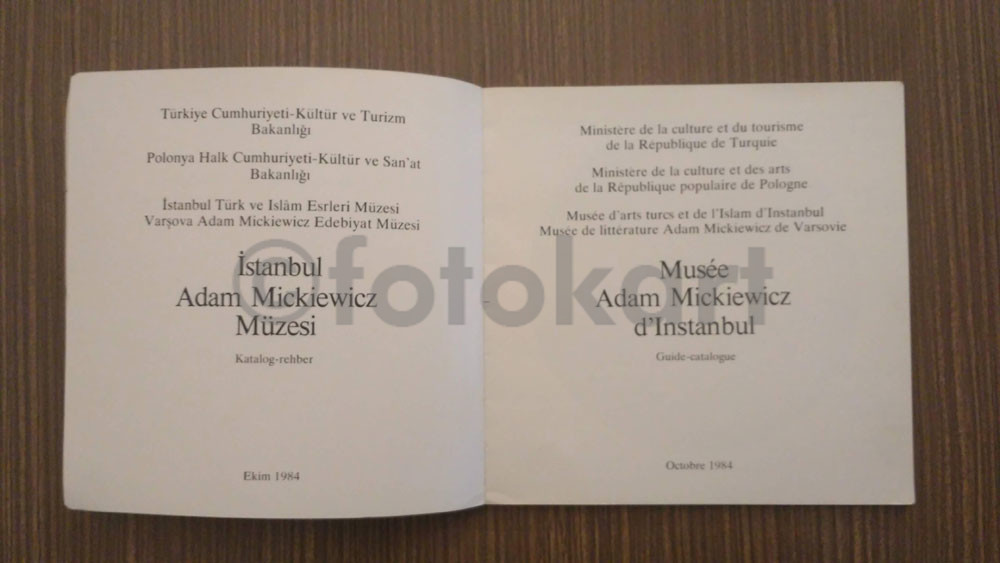 Türkiye Cumhuriyeti-Kültür ve Turizm
Bakanlığı
Polonya Halk Cumhuriyeti-Kültür ve San'at
Bakanlığı
İstanbul Türk ve Islâm Esrleri Müzesi
Varşova Adam Mickiewicz Edebiyat Müzesi
İstanbul
Adam Mickiewicz
Müzesi
Katalog-rehber
Ekim 1984
Ministère de la culture et du tourisme
de la République de Turquie
Ministère de la culture et des arts
de la République populaire de Pologne
Musée d'arts turcs et de l'Islam d'Instanbul
Musée de littérature Adam Mickiewicz de Varsovie
Musée
Adam Mickiewicz
d'Instanbul
Guide-catalogue
Octobre 1984
©fotokart